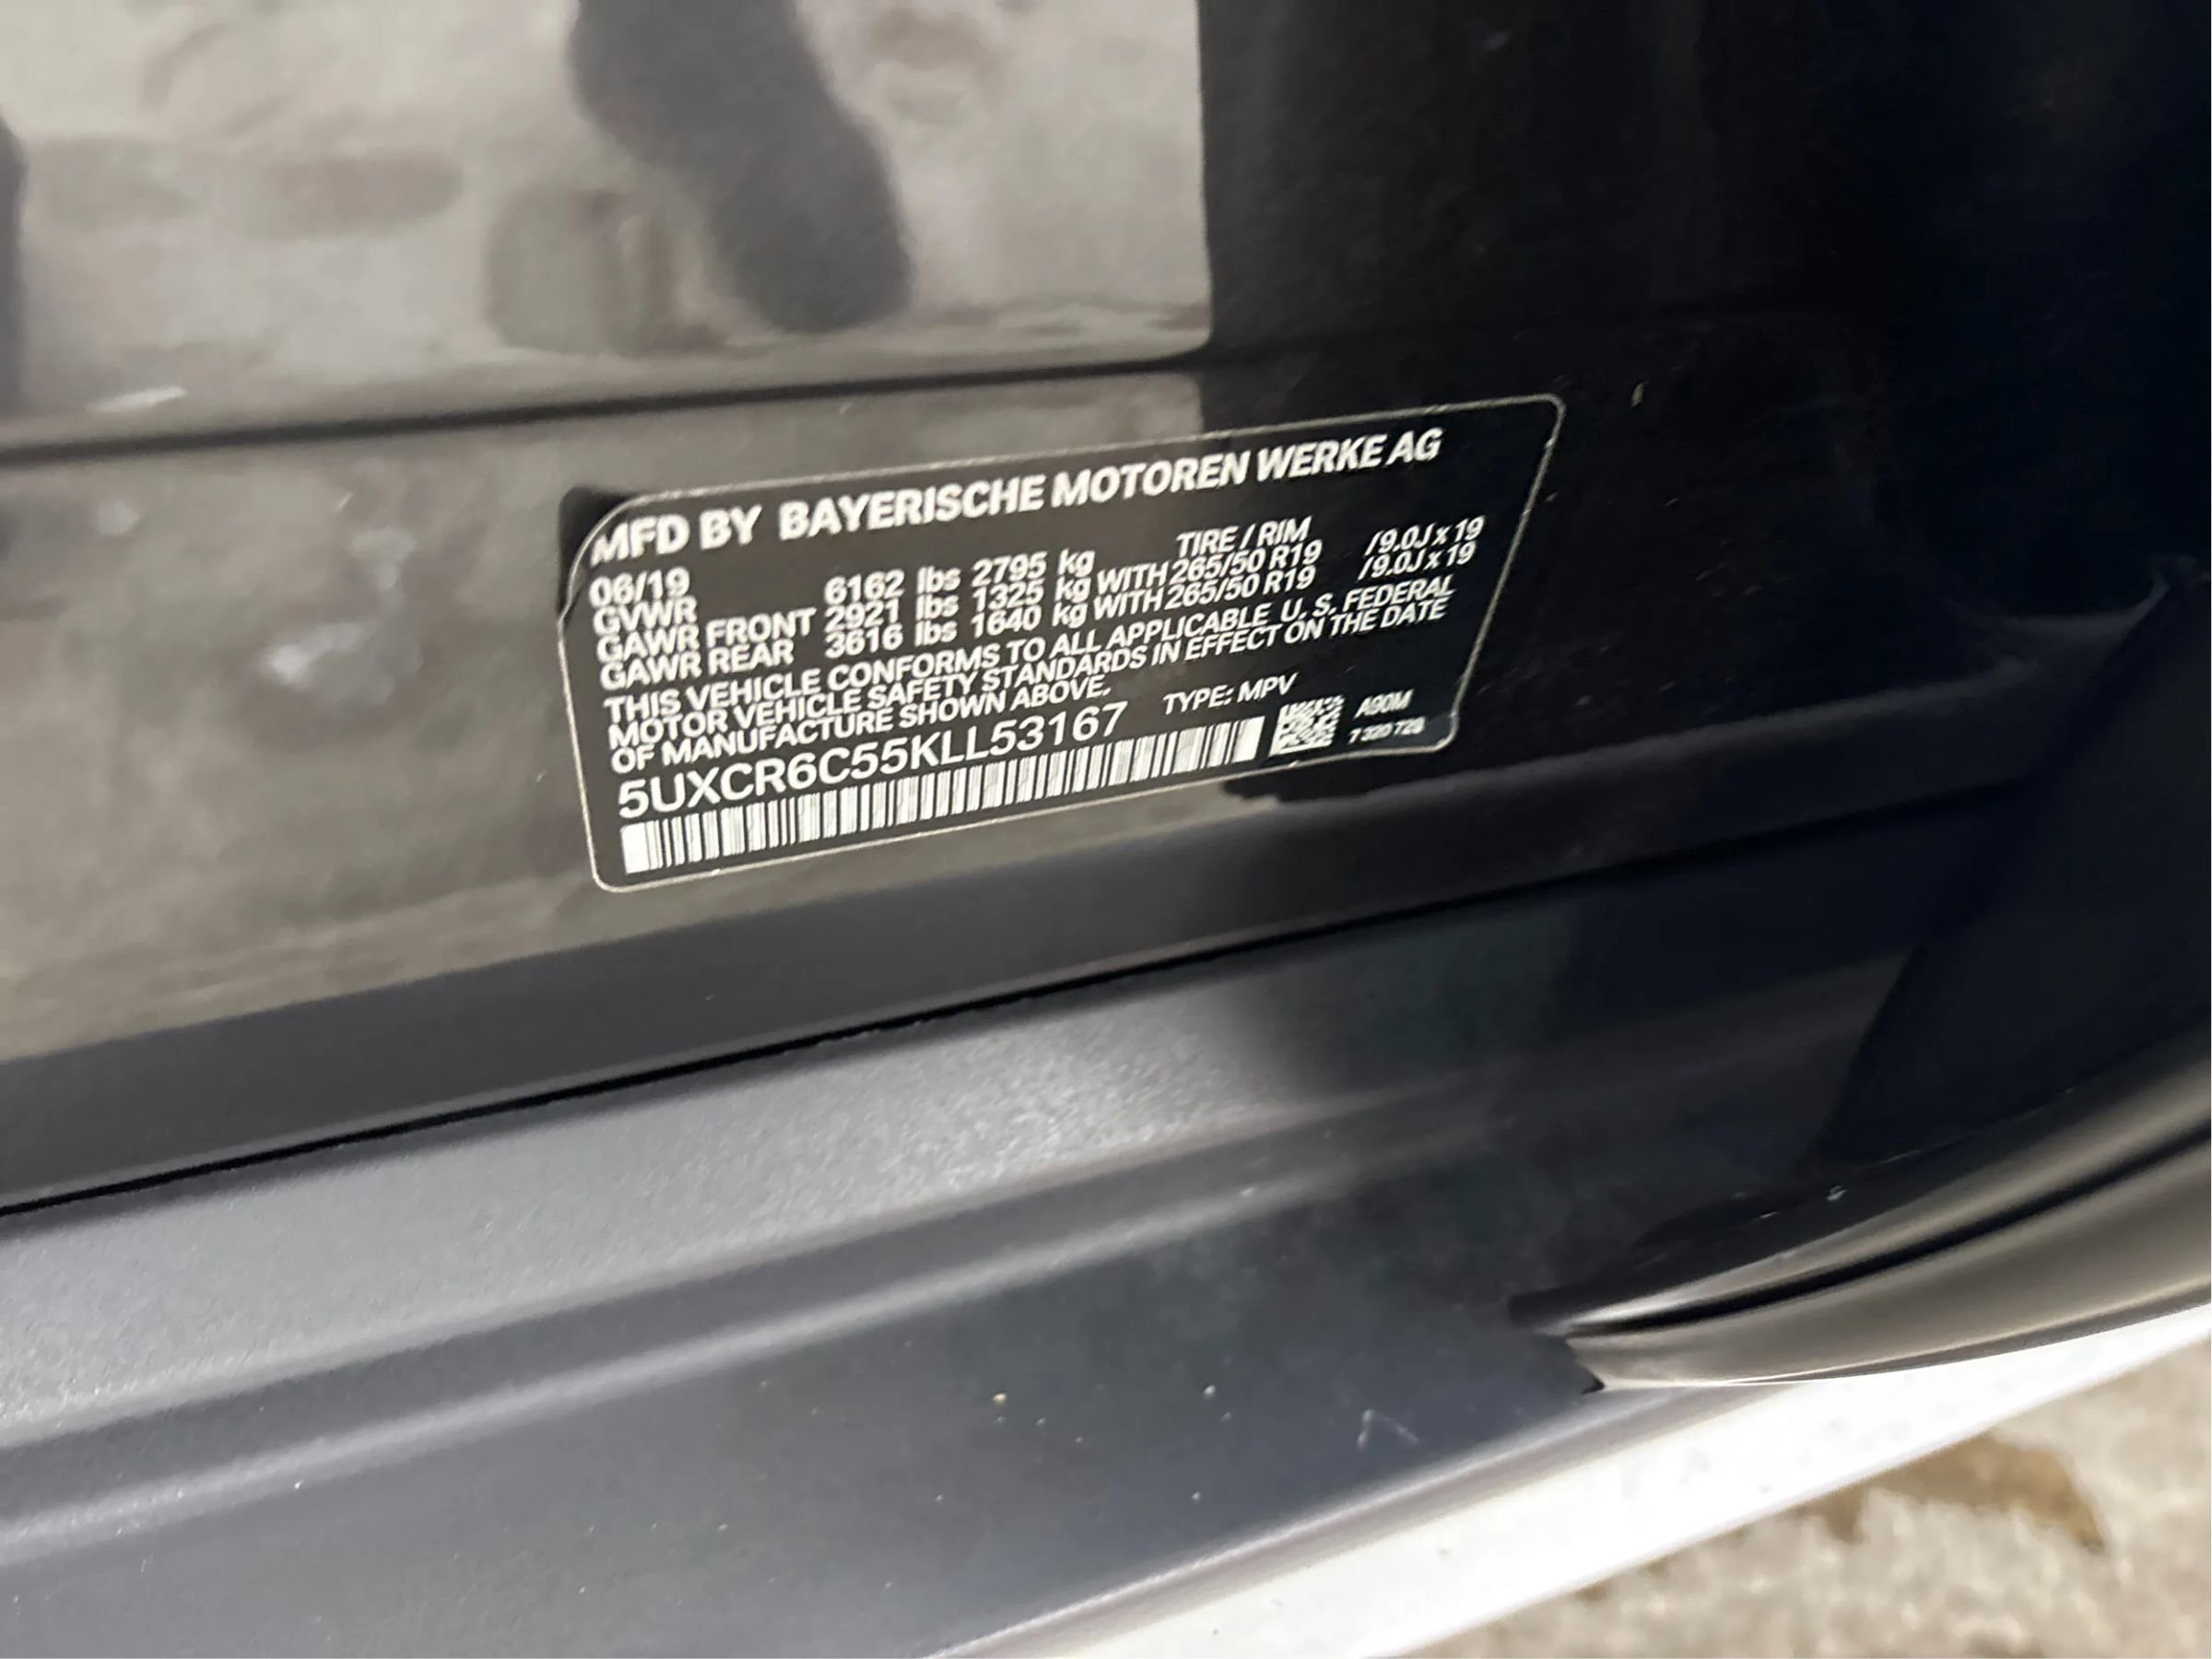 MFD BY BAYERISCHE MOTOREN WERKE AG
06/19 TIRE / RIM
GVWR 6162 lbs 2795 kg
GAWR FRONT 2921 lbs 1325 kg WITH 265/50 R19 /9.0J x 19
GAWR REAR 3616 lbs 1640 kg WITH 265/50 R19 /9.0J x 19
THIS VEHICLE CONFORMS TO ALL APPLICABLE U.S. FEDERAL
MOTOR VEHICLE SAFETY STANDARDS IN EFFECT ON THE DATE
OF MANUFACTURE SHOWN ABOVE.
5UXCR6C55KLL53167 TYPE: MPV
A90M
7 320 723